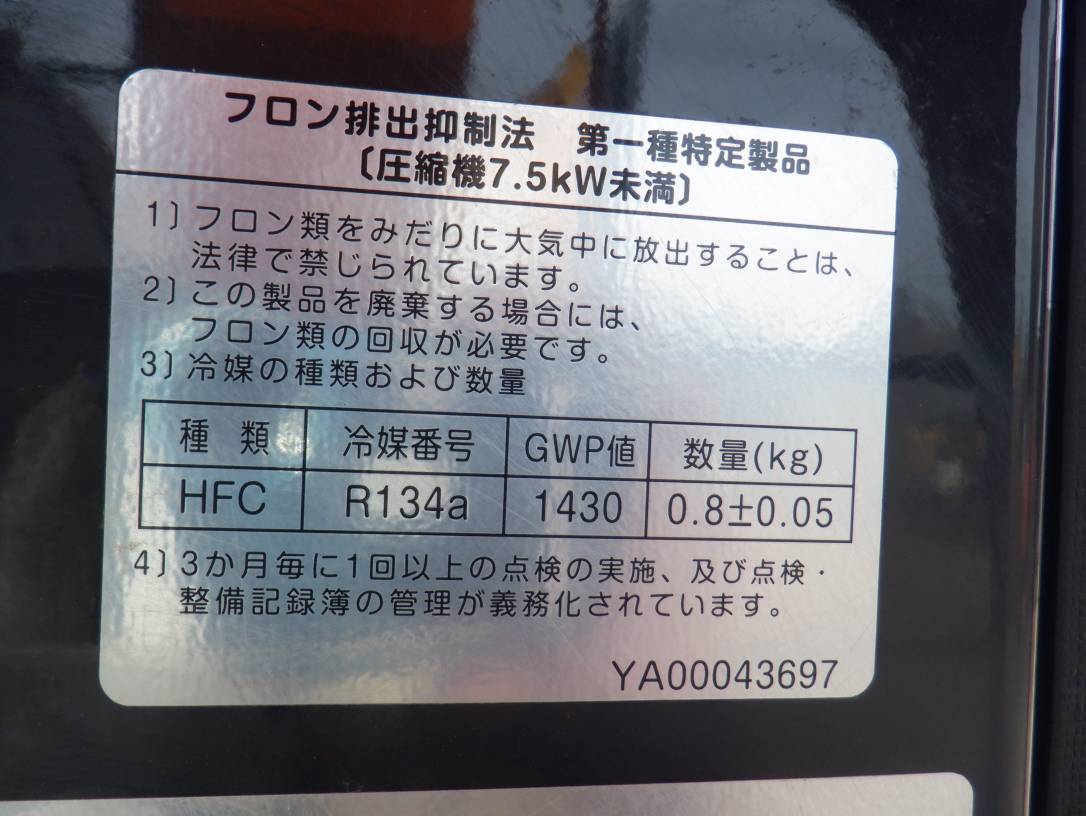 フロン排出抑制法　第一種特定製品
〔圧縮機7.5kW未満〕
1〕フロン類をみだりに大気中に放出することは、
法律で禁じられています。
2〕この製品を廃棄する場合には、
フロン類の回収が必要です。
3〕冷媒の種類および数量
種　類　冷媒番号　GWP値　数量(kg)
HFC　R134a　1430　0.8±0.05
4〕3か月毎に1回以上の点検の実施、及び点検・
整備記録簿の管理が義務化されています。
YA00043697